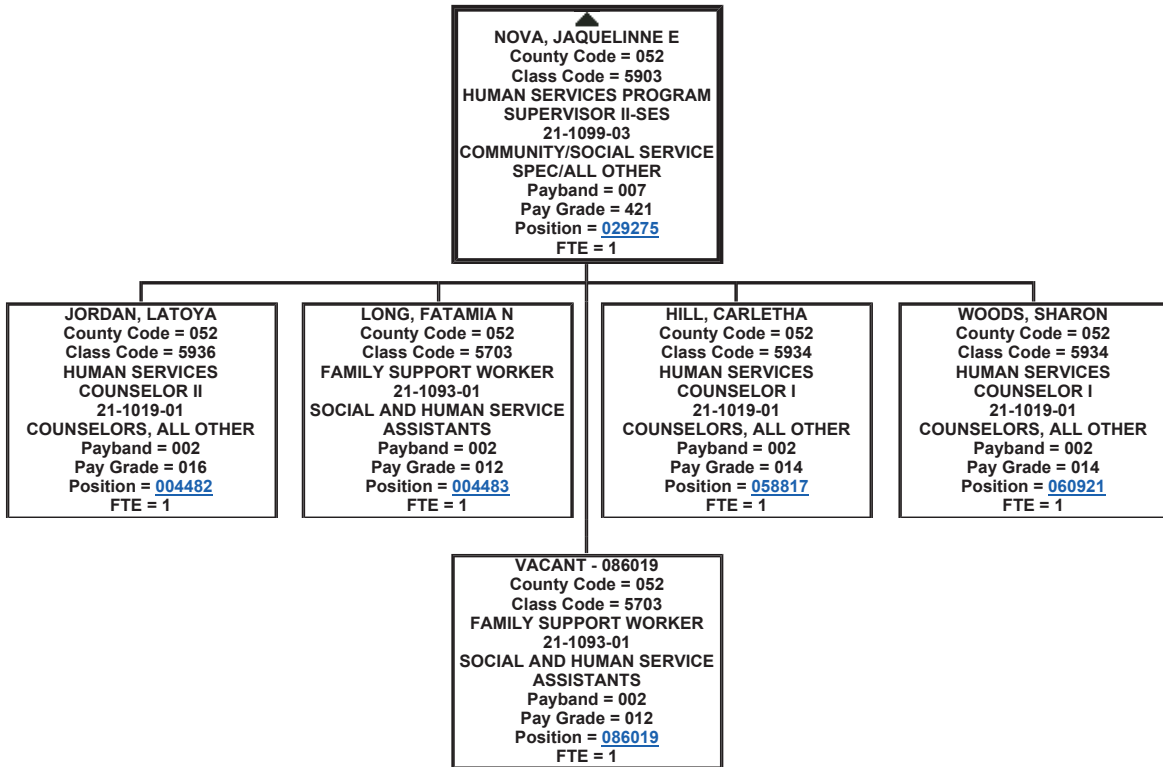 NOVA, JAQUELINNE E
County Code = 052
Class Code = 5903
HUMAN SERVICES PROGRAM
SUPERVISOR II-SES
21-1099-03
COMMUNITY/SOCIAL SERVICE
SPEC/ALL OTHER
Payband = 007
Pay Grade = 421
Position = 029275
FTE = 1
JORDAN, LATOYA
County Code = 052
Class Code = 5936
HUMAN SERVICES
COUNSELOR II
21-1019-01
COUNSELORS, ALL OTHER
Payband = 002
Pay Grade = 016
Position = 004482
FTE = 1
LONG, FATAMIA N
County Code = 052
Class Code = 5703
FAMILY SUPPORT WORKER
21-1093-01
SOCIAL AND HUMAN SERVICE
ASSISTANTS
Payband = 002
Pay Grade = 012
Position = 004483
FTE = 1
HILL, CARLETHA
County Code = 052
Class Code = 5934
HUMAN SERVICES
COUNSELOR I
21-1019-01
COUNSELORS, ALL OTHER
Payband = 002
Pay Grade = 014
Position = 058817
FTE = 1
WOODS, SHARON
County Code = 052
Class Code = 5934
HUMAN SERVICES
COUNSELOR I
21-1019-01
COUNSELORS, ALL OTHER
Payband = 002
Pay Grade = 014
Position = 060921
FTE = 1
VACANT - 086019
County Code = 052
Class Code = 5703
FAMILY SUPPORT WORKER
21-1093-01
SOCIAL AND HUMAN SERVICE
ASSISTANTS
Payband = 002
Pay Grade = 012
Position = 086019
FTE = 1